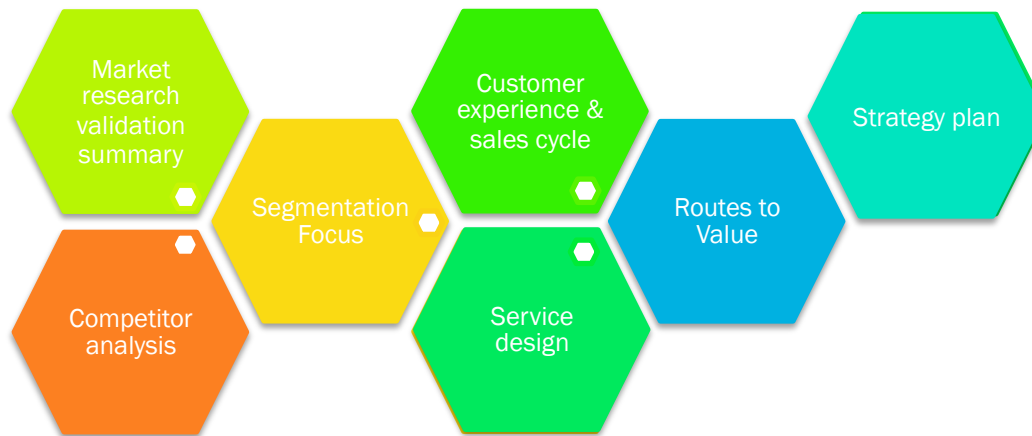 Market
research
validation
summary
Competitor
analysis
Segmentation
Focus
Customer
experience &
sales cycle
Service
design
Routes to
Value
Strategy plan